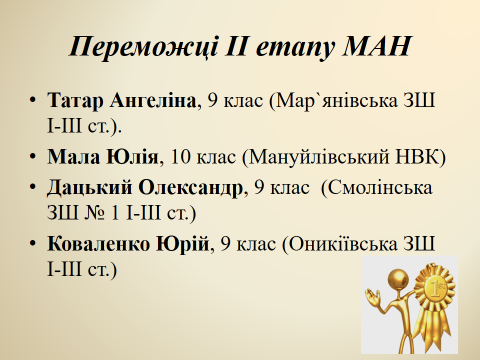 Переможці ІІ етапу МАН
• Татар Ангеліна, 9 клас (Мар`янівська ЗШ
І-ІІІ ст.).
• Мала Юлія, 10 клас (Мануйлівський НВК)
• Дацький Олександр, 9 клас (Смолінська
ЗШ № 1 І-ІІІ ст.)
• Коваленко Юрій, 9 клас (Оникіївська ЗШ
І-ІІІ ст.)
1st